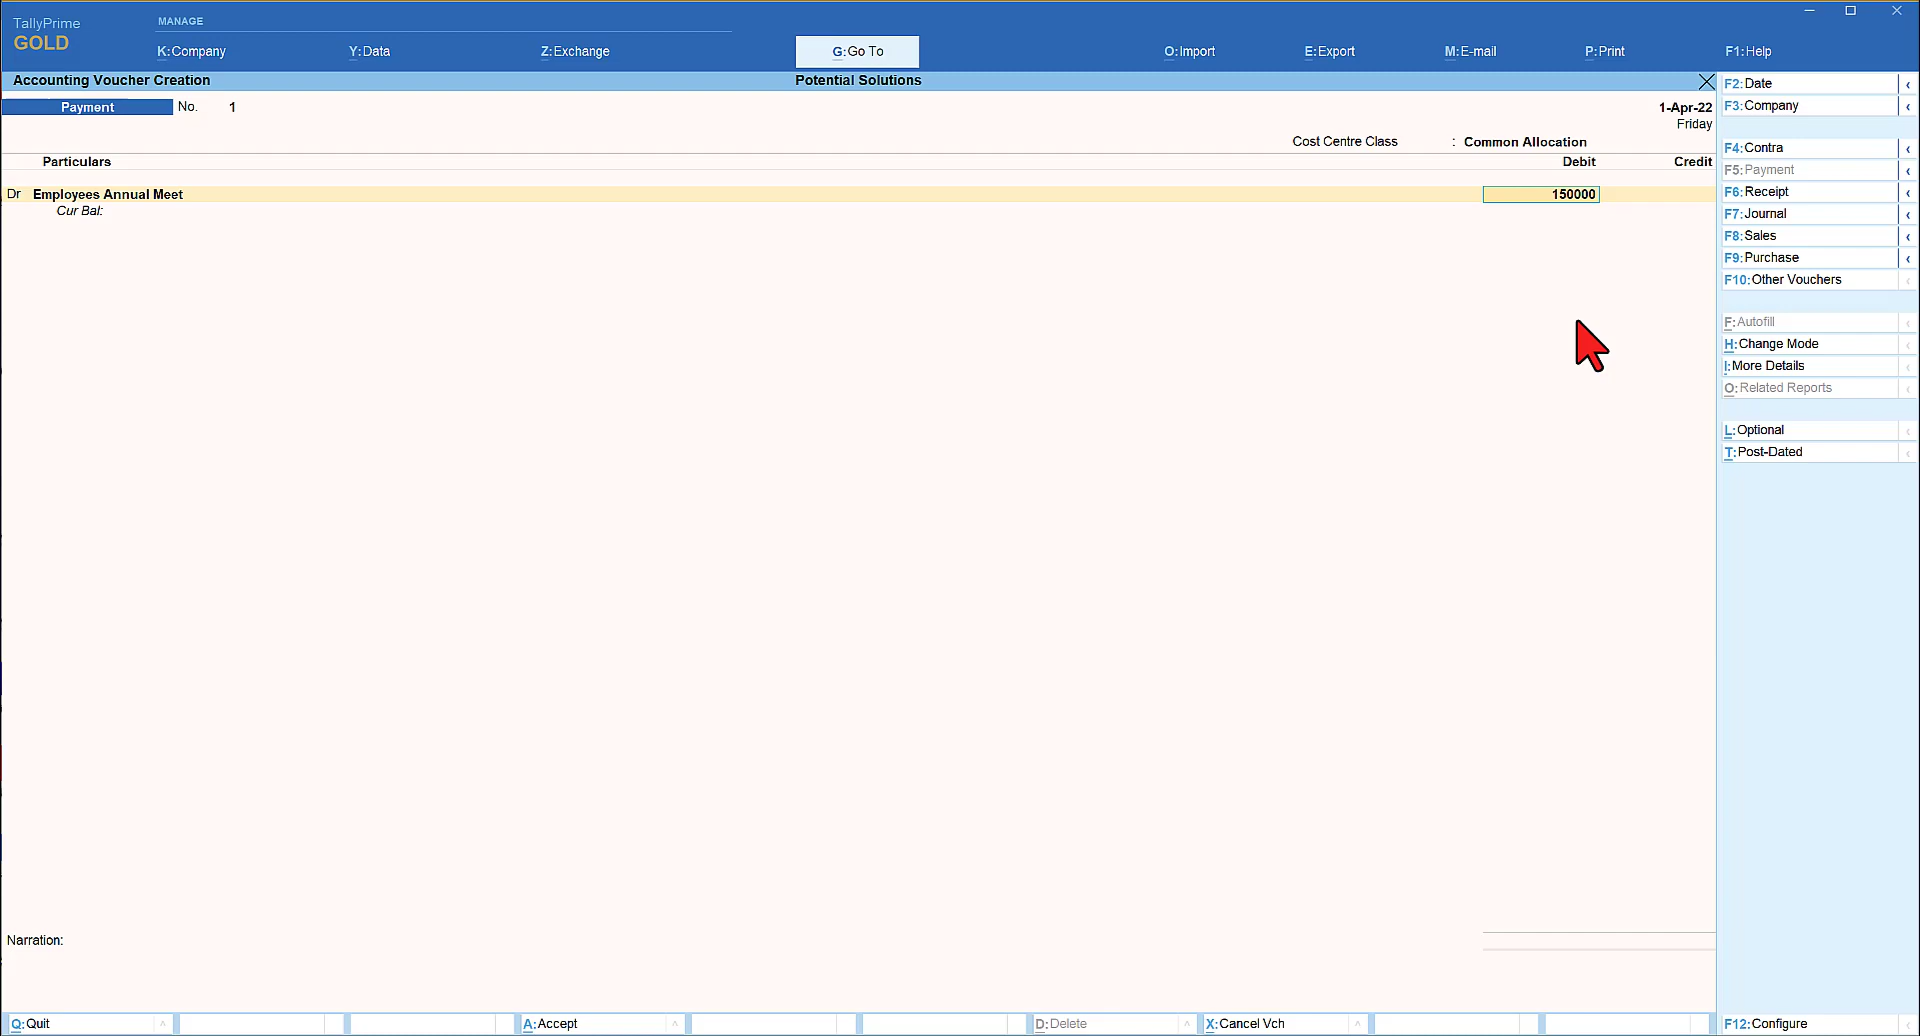 TallyPrime
GOLD
MANAGE
K:Company
Y:Data
Z:Exchange
G:Go To
O:Import
E:Export
M:E-mail
P:Print
F1:Help
Accounting Voucher Creation
Potential Solutions
Payment No. 1
1-Apr-22
Friday
Cost Centre Class : Common Allocation
Particulars
Debit
Credit
Dr Employees Annual Meet 150000
Cur Bal:
Narration:
F2:Date
F3:Company
F4:Contra
F5:Payment
F6:Receipt
F7:Journal
F8:Sales
F9:Purchase
F10:Other Vouchers
F:Autofill
H:Change Mode
I:More Details
O:Related Reports
L:Optional
T:Post-Dated
Q:Quit
A:Accept
D:Delete
X:Cancel Vch
F12:Configure